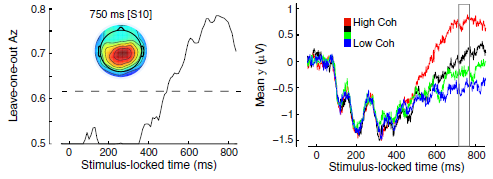 750 ms [S10]
Leave-one-out Az
0.8
0.7
0.6
0.5
0 200 400 600 800
Stimulus-locked time (ms)
High Coh
Low Coh
Mean y (μV)
1
0.5
0
−0.5
−1
−1.5
0 200 400 600 800
Stimulus-locked time (ms)